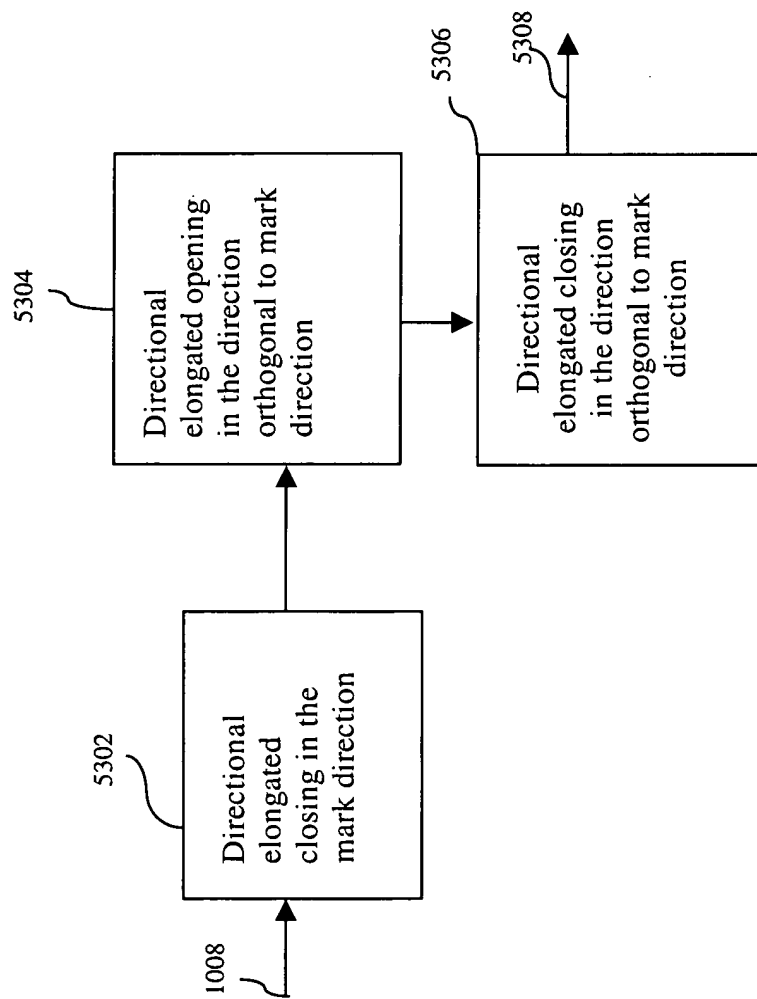 1008
5302
Directional
elongated
closing in the
mark direction
5304
Directional
elongated opening
in the direction
orthogonal to mark
direction
5306
Directional
elongated closing
in the direction
orthogonal to mark
direction
5308